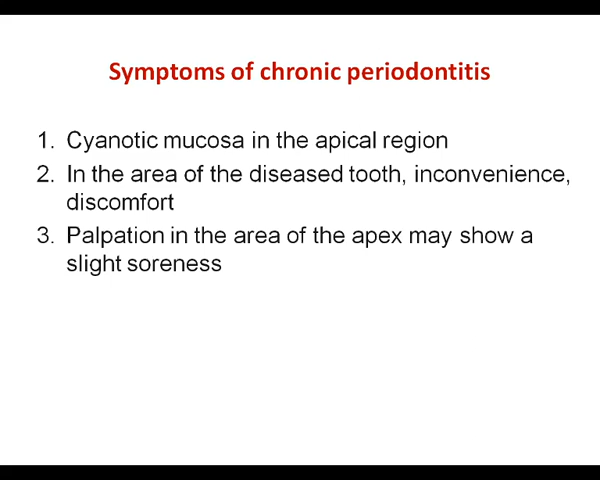 Symptoms of chronic periodontitis
1. Cyanotic mucosa in the apical region
2. In the area of the diseased tooth, inconvenience,
discomfort
3. Palpation in the area of the apex may show a
slight soreness